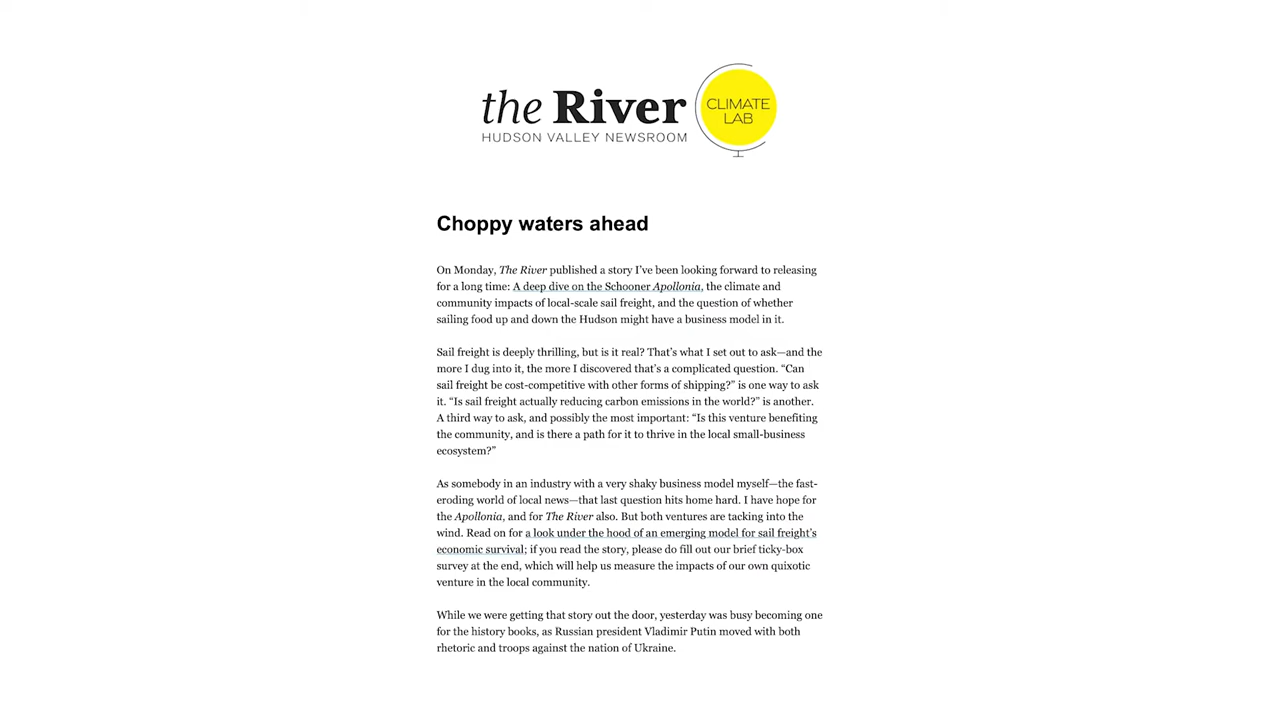 the River
HUDSON VALLEY NEWSROOM
CLIMATE
LAB
Choppy waters ahead
On Monday, The River published a story I’ve been looking forward to releasing
for a long time: A deep dive on the Schooner Apollonia, the climate and
community impacts of local-scale sail freight, and the question of whether
sailing food up and down the Hudson might have a business model in it.
Sail freight is deeply thrilling, but is it real? That’s what I set out to ask—and the
more I dug into it, the more I discovered that’s a complicated question. “Can
sail freight be cost-competitive with other forms of shipping?” is one way to ask
it. “Is sail freight actually reducing carbon emissions in the world?” is another.
A third way to ask, and possibly the most important: “Is this venture benefiting
the community, and is there a path for it to thrive in the local small-business
ecosystem?”
As somebody in an industry with a very shaky business model myself—the fast-
eroding world of local news—that last question hits home hard. I have hope for
the Apollonia, and for The River also. But both ventures are tacking into the
wind. Read on for a look under the hood of an emerging model for sail freight’s
economic survival; if you read the story, please do fill out our brief ticky-box
survey at the end, which will help us measure the impacts of our own quixotic
venture in the local community.
While we were getting that story out the door, yesterday was busy becoming one
for the history books, as Russian president Vladimir Putin moved with both
rhetoric and troops against the nation of Ukraine.